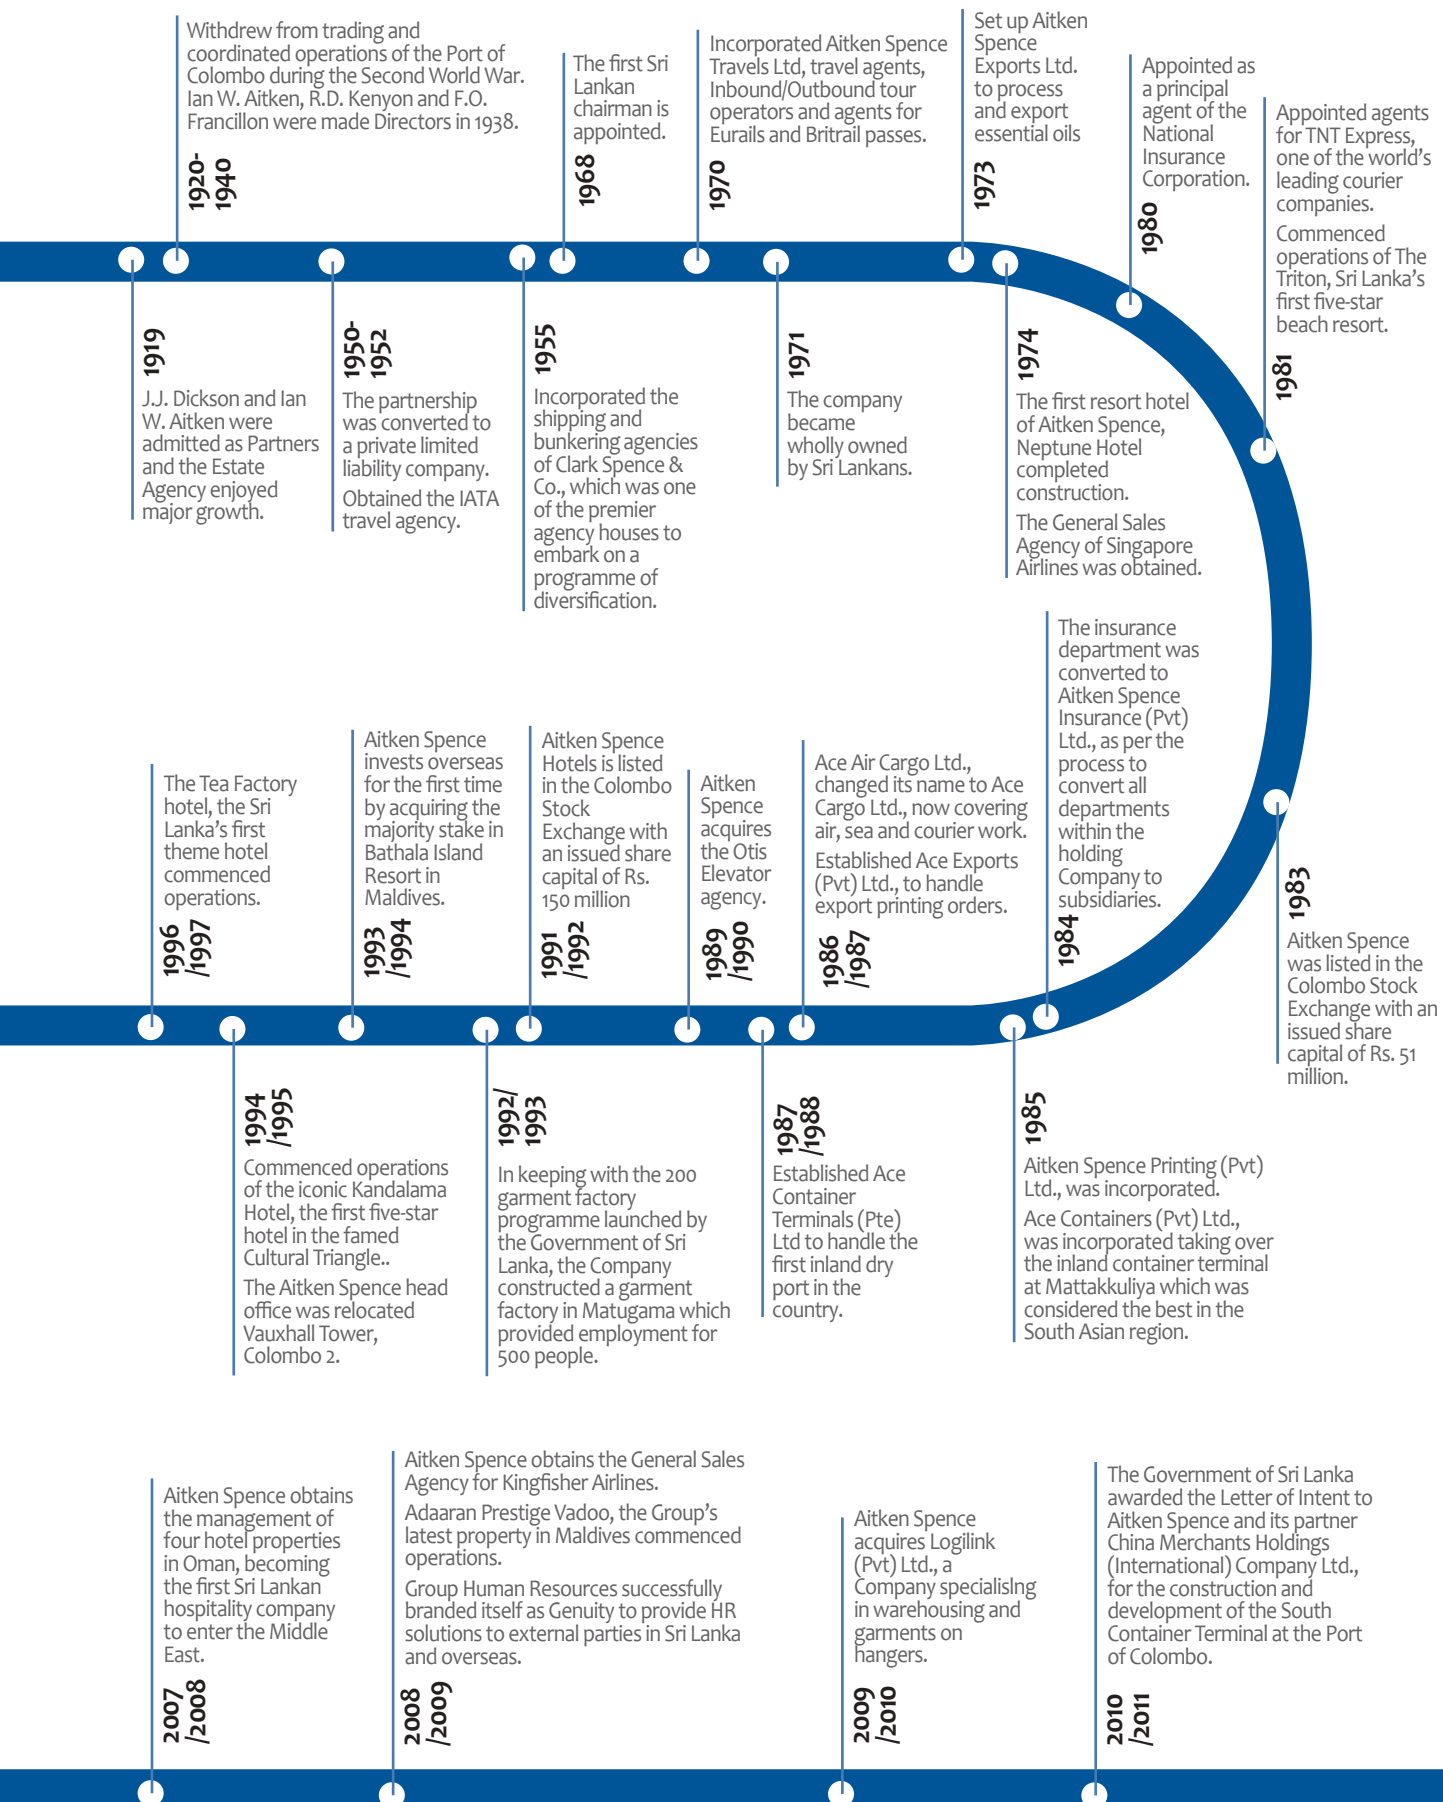 Withdrew from trading and
coordinated operations of the Port of
Colombo during the Second World War.
Ian W. Aitken, R.D. Kenyon and F.O.
Francillon were made Directors in 1938.
1920-
1940
The first Sri
Lankan
chairman is
appointed.
1968
Incorporated Aitken Spence
Travels Ltd, travel agents,
Inbound/Outbound tour
operators and agents for
Eurails and Britrail passes.
1970
Set up Aitken
Spence
Exports Ltd.
to process
and export
essential oils
1973
Appointed as
a principal
agent of the
National
Insurance
Corporation.
1980
Appointed agents
for TNT Express,
one of the world's
leading courier
companies.
Commenced
operations of The
Triton, Sri Lanka's
first five-star
beach resort.
1981
1919
J.J. Dickson and Ian
W. Aitken were
admitted as Partners
and the Estate
Agency enjoyed
major growth.
1950-
1952
The partnership
was converted to
a private limited
liability company.
Obtained the IATA
travel agency.
1955
Incorporated the
shipping and
bunkering agencies
of Clark Spence &
Co., which was one
of the premier
agency houses to
embark on a
programme of
diversification.
1971
The company
became
wholly owned
by Sri Lankans.
1974
The first resort hotel
of Aitken Spence,
Neptune Hotel
completed
construction.
The General Sales
Agency of Singapore
Airlines was obtained.
The Tea Factory
hotel, the Sri
Lanka's first
theme hotel
commenced
operations.
1996
/1997
Aitken Spence
invests overseas
for the first time
by acquiring the
majority stake in
Bathala Island
Resort in
Maldives.
1993
/1994
Aitken Spence
Hotels is listed
in the Colombo
Stock
Exchange with
an issued share
capital of Rs.
150 million
1991
/1992
Aitken
Spence
acquires
the Otis
Elevator
agency.
1989
/1990
Ace Air Cargo Ltd.,
changed its name to Ace
Cargo Ltd., now covering
air, sea and courier work.
Established Ace Exports
(Pvt) Ltd., to handle
export printing orders.
1986
/1987
The insurance
department was
converted to
Aitken Spence
Insurance (Pvt)
Ltd., as per the
process to
convert all
departments
within the
holding
Company to
subsidiaries.
1984
1983
Aitken Spence
was listed in the
Colombo Stock
Exchange with an
issued share
capital of Rs. 51
million.
1994
/1995
Commenced operations
of the iconic Kandalama
Hotel, the first five-star
hotel in the famed
Cultural Triangle..
The Aitken Spence head
office was relocated
Vauxhall Tower,
Colombo 2.
1992/
1993
In keeping with the 200
garment factory
programme launched by
the Government of Sri
Lanka, the Company
constructed a garment
factory in Matugama which
provided employment for
500 people.
1987
/1988
Established Ace
Container
Terminals (Pte)
Ltd to handle the
first inland dry
port in the
country.
1985
Aitken Spence Printing (Pvt)
Ltd., was incorporated.
Ace Containers (Pvt) Ltd.,
was incorporated taking over
the inland container terminal
at Mattakkuliya which was
considered the best in the
South Asian region.
Aitken Spence obtains
the management of
four hotel properties
in Oman, becoming
the first Sri Lankan
hospitality company
to enter the Middle
East.
2007
/2008
Aitken Spence obtains the General Sales
Agency for Kingfisher Airlines.
Adaaran Prestige Vadoo, the Group's
latest property in Maldives commenced
operations.
Group Human Resources successfully
branded itself as Genuity to provide HR
solutions to external parties in Sri Lanka
and overseas.
2008
/2009
Aitken Spence
acquires Logilink
(Pvt) Ltd., a
Company specialisIng
in warehousing and
garments on
hangers.
2009
/2010
The Government of Sri Lanka
awarded the Letter of Intent to
Aitken Spence and its partner
China Merchants Holdings
(International) Company Ltd.,
for the construction and
development of the South
Container Terminal at the Port
of Colombo.
2010
/2011